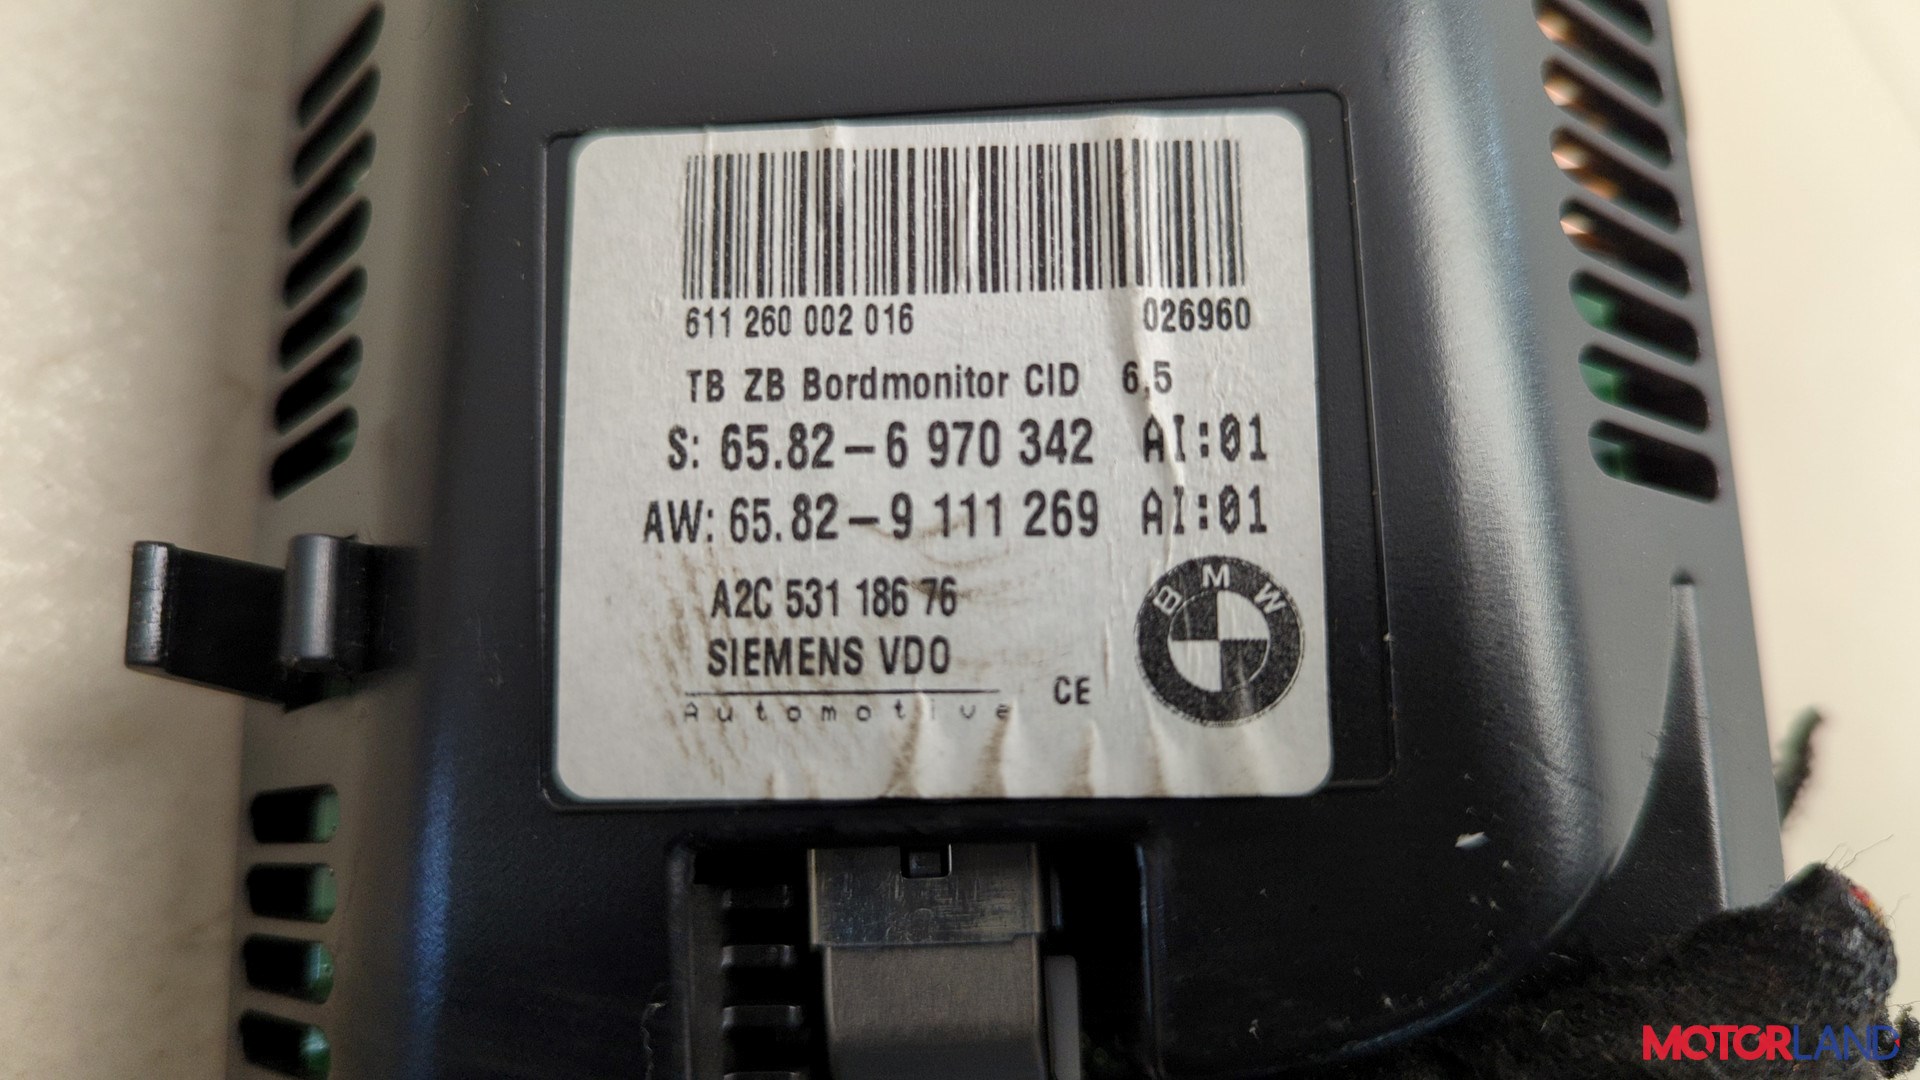 611 260 002 016 026960
TB ZB Bordmonitor CID 6,5
S: 65.82-6 970 342 AI:01
AW: 65.82-9 111 269 AI:01
A2C 531 186 76
SIEMENS VDO
Automotive
CE
BMW
MOTORLAND